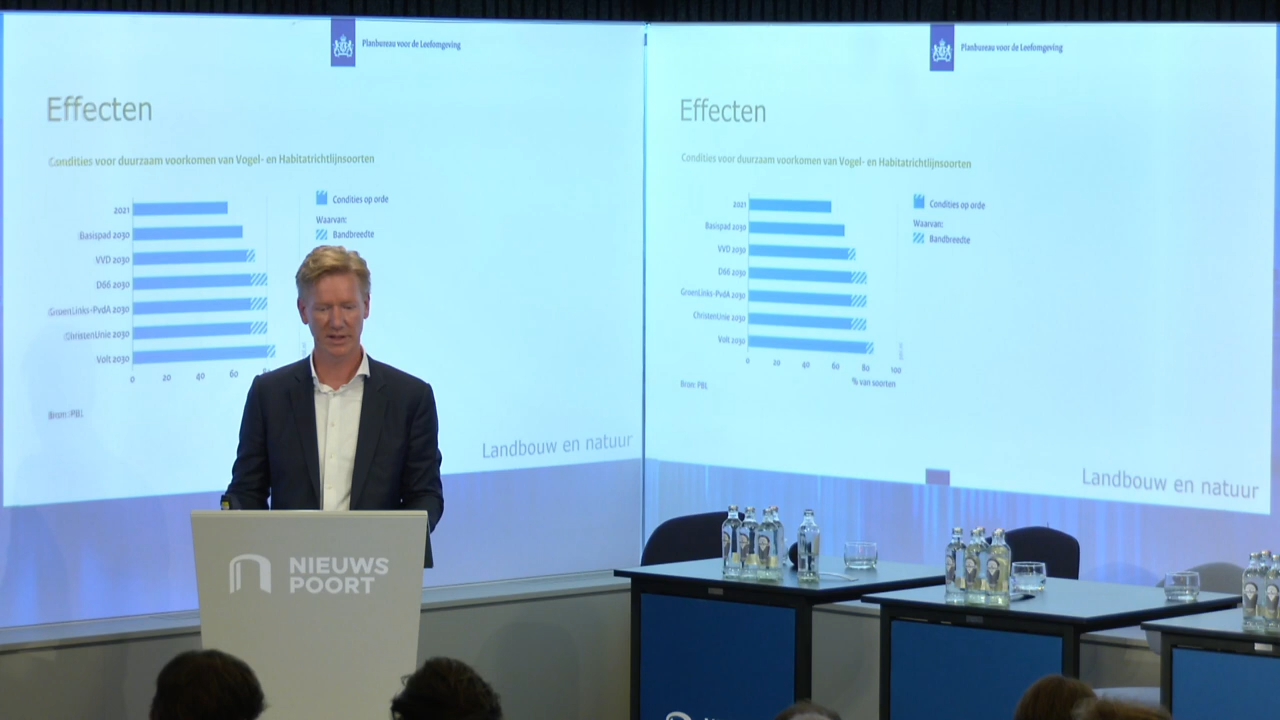 Planbureau voor de Leefomgeving
Effecten
Condities voor duurzaam voorkomen van Vogel- en Habitatrichtlijnsoorten
2021
Basispad 2030
VVD 2030
D66 2030
GroenLinks-PvdA 2030
ChristenUnie 2030
Volt 2030
0 20 40 60 80
Condities op orde
Waarvan:
Bandbreedte
Bron: PBL
Landbouw en natuur
Planbureau voor de Leefomgeving
Effecten
Condities voor duurzaam voorkomen van Vogel- en Habitatrichtlijnsoorten
2021
Basispad 2030
VVD 2030
D66 2030
GroenLinks-PvdA 2030
ChristenUnie 2030
Volt 2030
0 20 40 60 80 100
% van soorten
Condities op orde
Waarvan:
Bandbreedte
Bron: PBL
Landbouw en natuur
NIEUWS
POORT